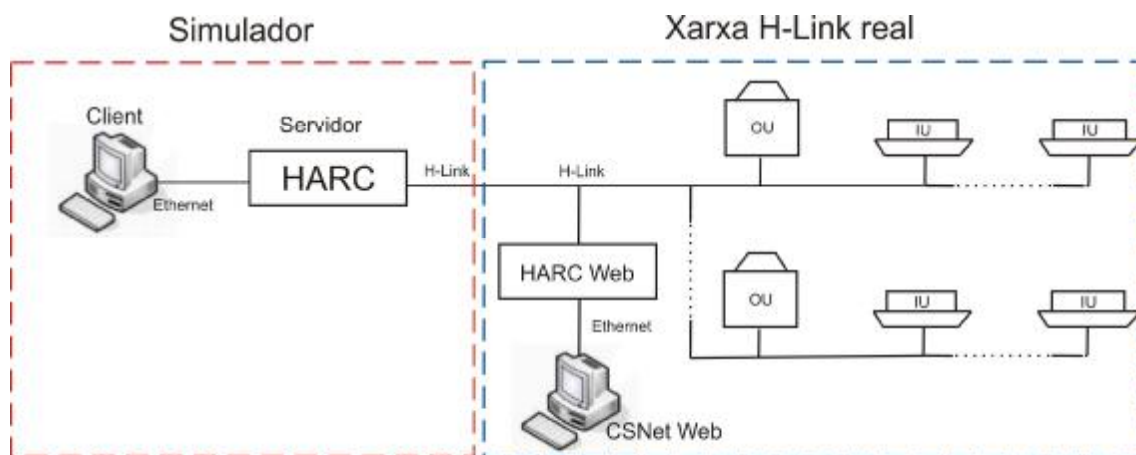 Simulador
Xarxa H-Link real
Client
Servidor
HARC
Ethernet
H-Link
H-Link
OU
IU
IU
HARC Web
Ethernet
CSNet Web
OU
IU
IU